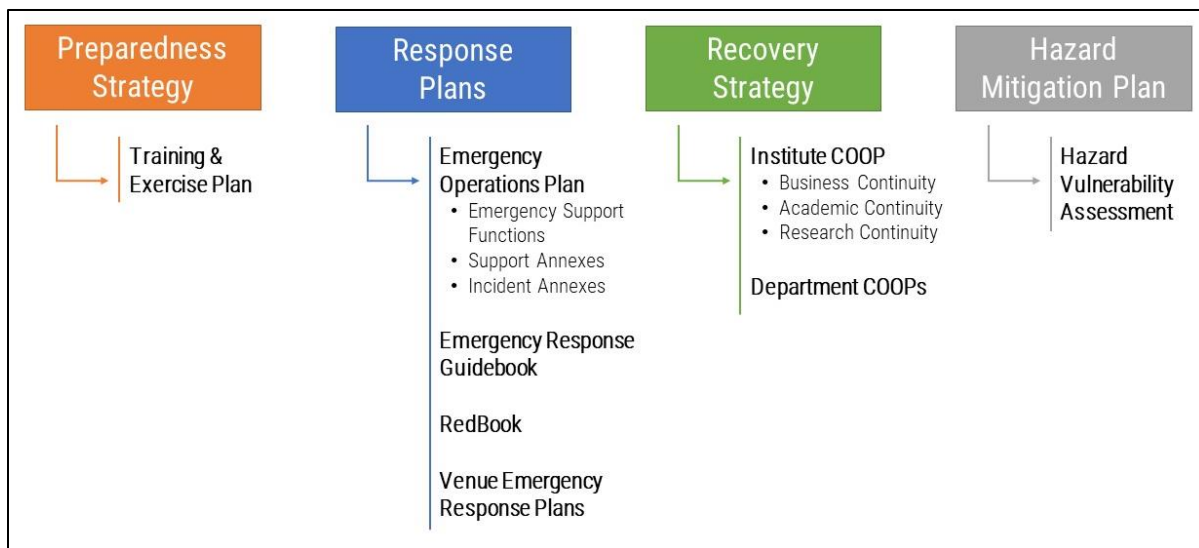 Preparedness
Strategy
Training &
Exercise Plan
Response
Plans
Emergency
Operations Plan
• Emergency Support
Functions
• Support Annexes
• Incident Annexes
Emergency Response
Guidebook
RedBook
Venue Emergency
Response Plans
Recovery
Strategy
Institute COOP
• Business Continuity
• Academic Continuity
• Research Continuity
Department COOPs
Hazard
Mitigation Plan
Hazard
Vulnerability
Assessment